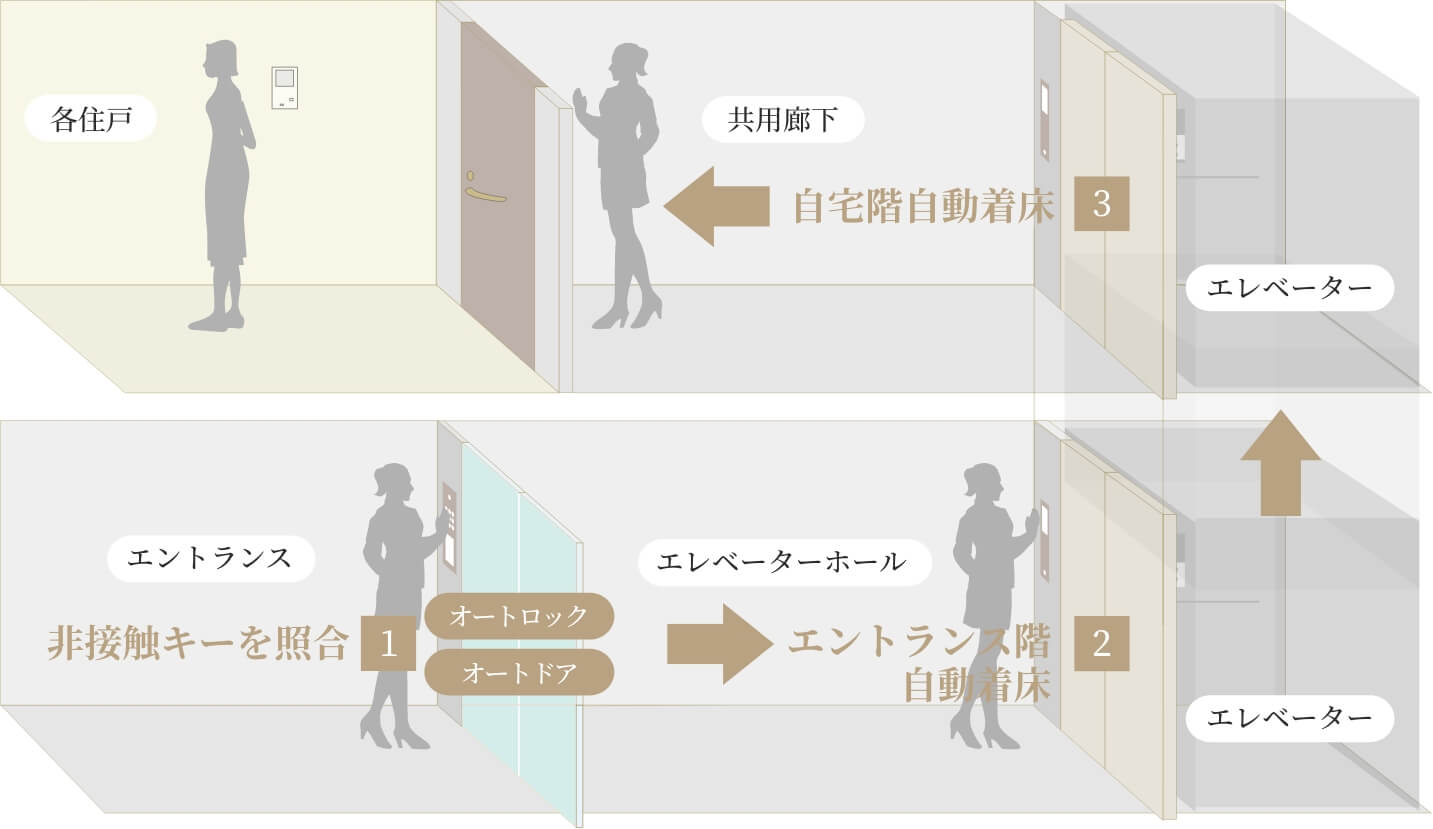 各住戸
共用廊下
自宅階自動着床 3
エレベーター
エントランス
非接触キーを照合 1
オートロック
オートドア
エレベーターホール
エントランス階
自動着床
2
エレベーター